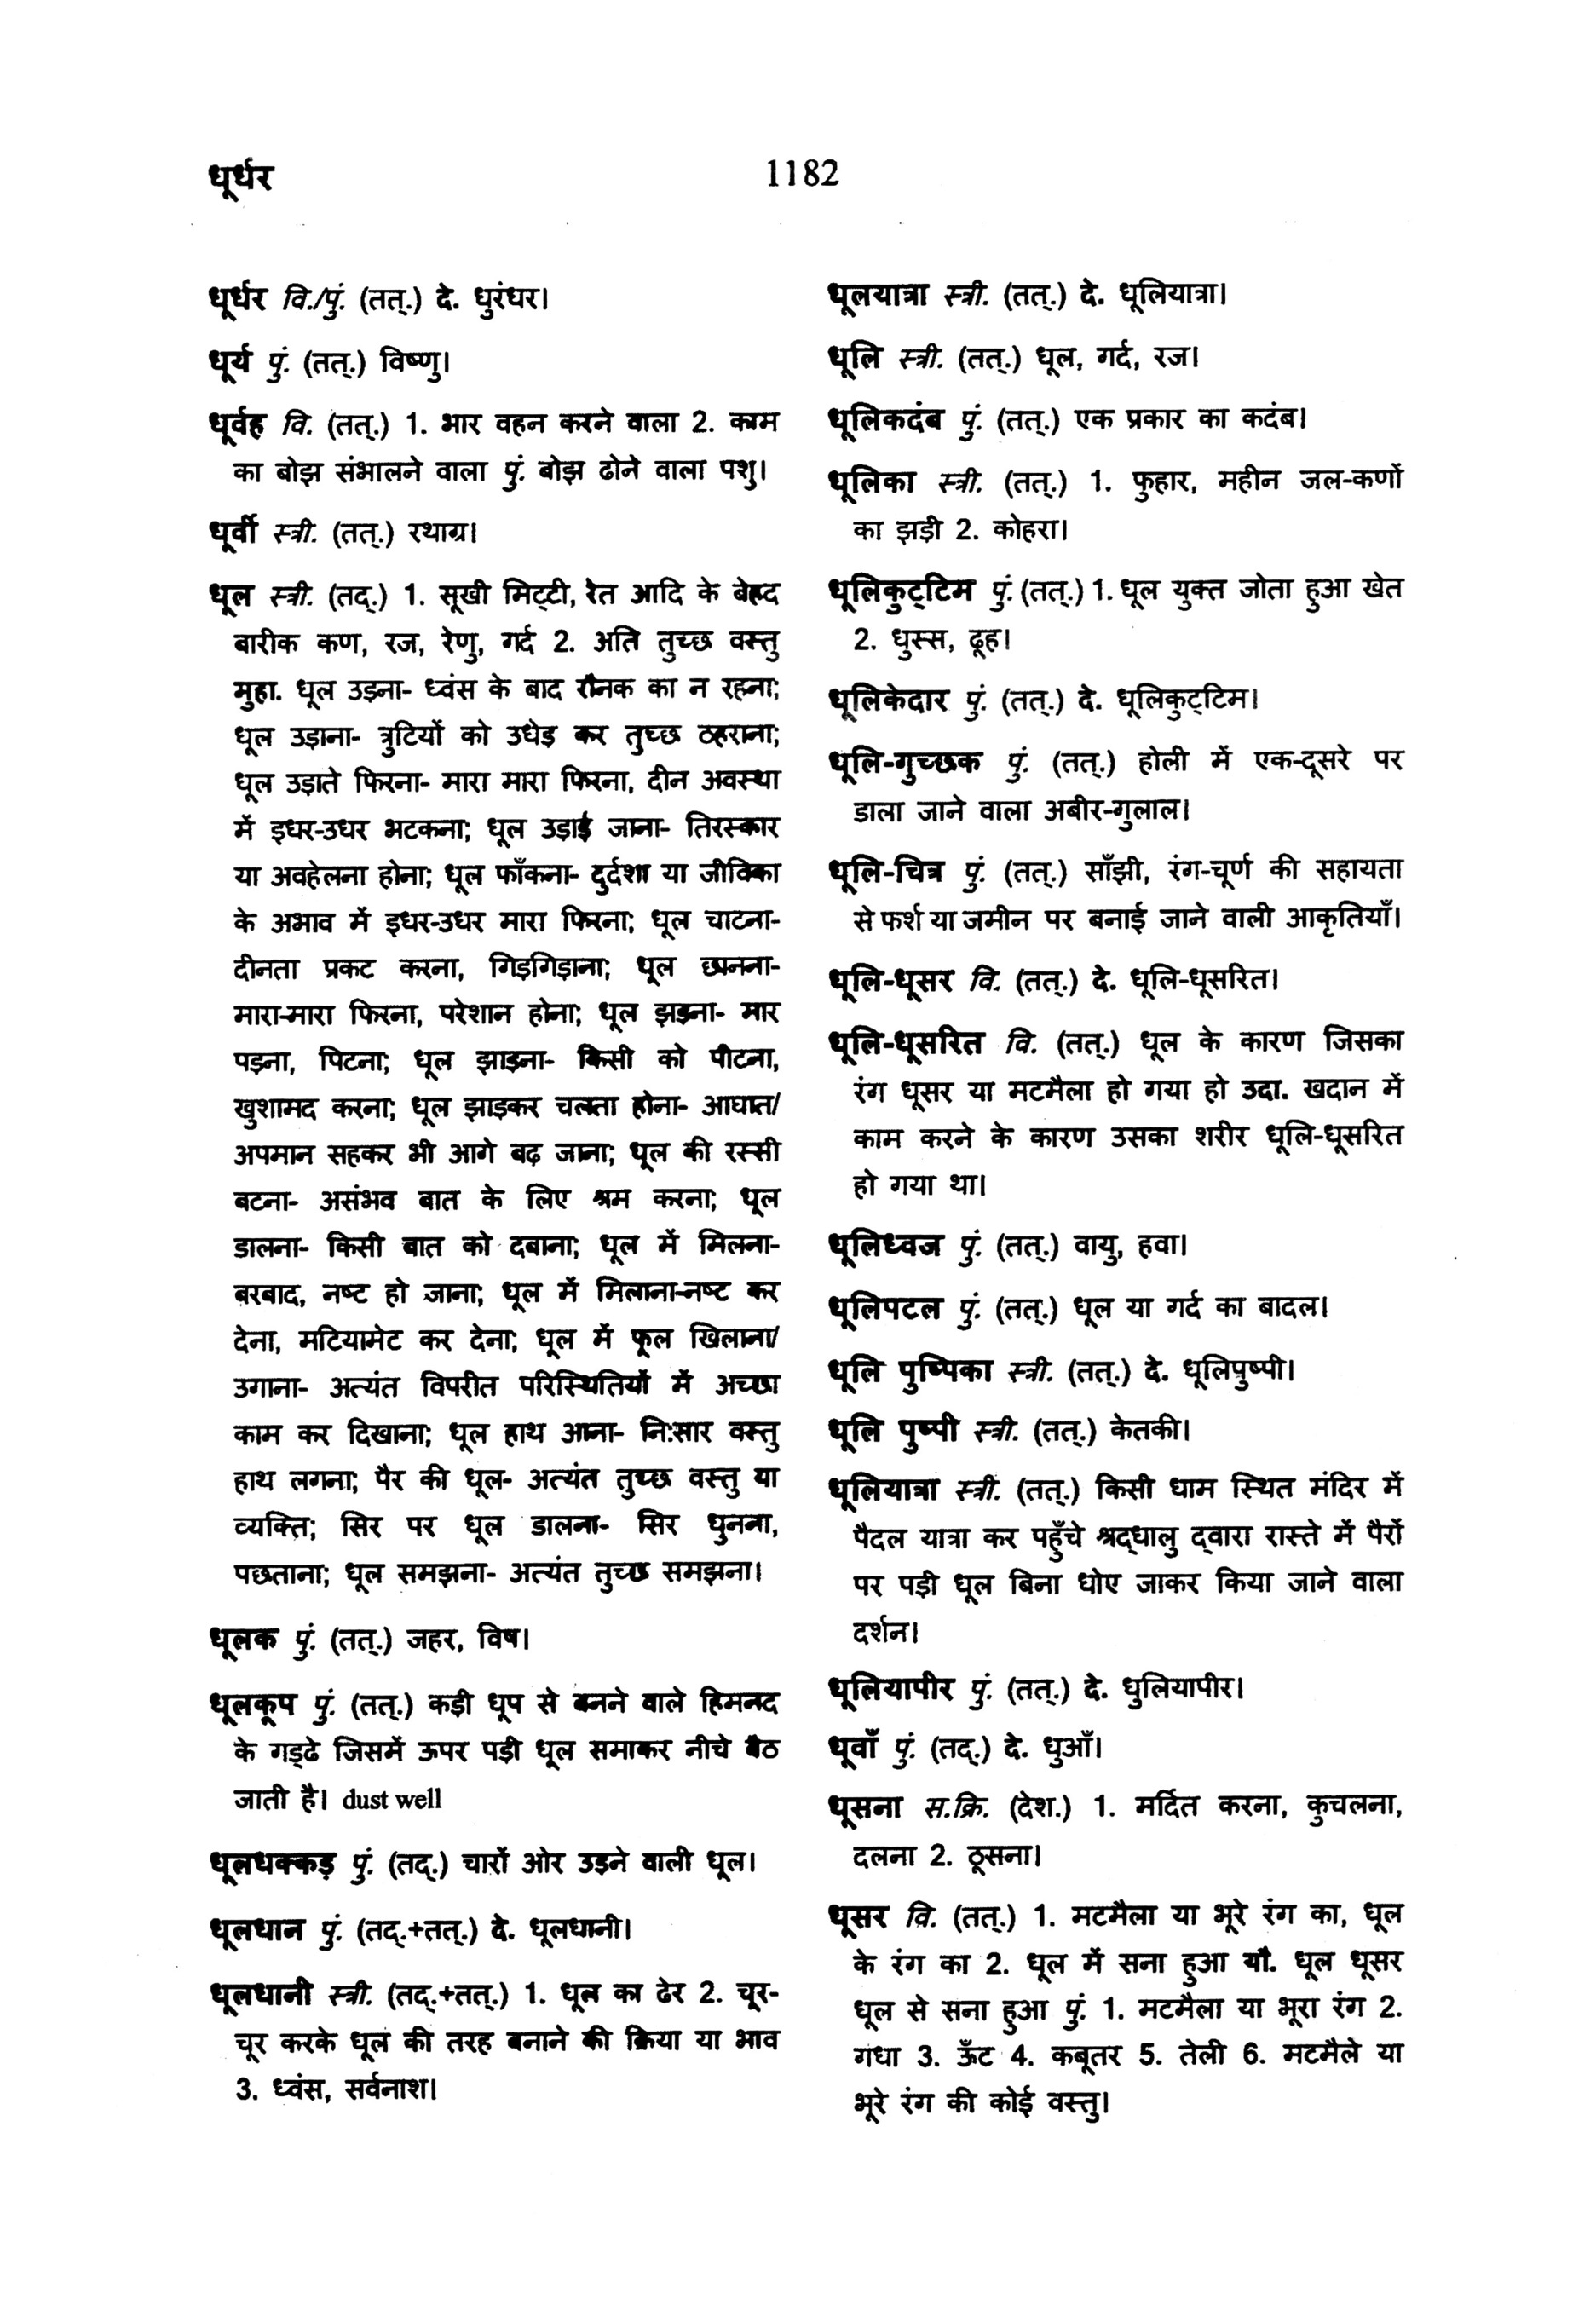 धूर्धर
1182
धूर्धर वि./पुं. (तत्.) दे. धुरंधर।
धूर्य पुं. (तत्.) विष्णु।
धूर्वह वि. (तत्.) 1. भार वहन करने वाला 2. काम
का बोझ संभालने वाला पुं. बोझ ढोने वाला पशु।
धूर्वी स्त्री. (तत्.) रथाग्र।
धूल स्त्री. (तद्.) 1. सूखी मिट्टी, रेत आदि के बेहद
बारीक कण, रज, रेणु, गर्द 2. अति तुच्छ वस्तु
मुहा. धूल उड़ना- ध्वंस के बाद रौनक का न रहना;
धूल उड़ाना- त्रुटियों को उधेड़ कर तुच्छ ठहराना;
धूल उड़ाते फिरना- मारा मारा फिरना, दीन अवस्था
में इधर-उधर भटकना; धूल उड़ाई जाना- तिरस्कार
या अवहेलना होना; धूल फाँकना- दुर्दशा या जीविका
के अभाव में इधर-उधर मारा फिरना; धूल चाटना-
दीनता प्रकट करना, गिड़गिड़ाना; धूल छानना-
मारा-मारा फिरना, परेशान होना; धूल झड़ना- मार
पड़ना, पिटना; धूल झाड़ना- किसी को पीटना,
खुशामद करना; धूल झाड़कर चलता होना- आघात/
अपमान सहकर भी आगे बढ़ जाना; धूल की रस्सी
बटना- असंभव बात के लिए श्रम करना; धूल
डालना- किसी बात को दबाना; धूल में मिलना-
बरबाद, नष्ट हो जाना; धूल में मिलाना-नष्ट कर
देना, मटियामेट कर देना; धूल में फूल खिलाना/
उगाना- अत्यंत विपरीत परिस्थितियों में अच्छा
काम कर दिखाना; धूल हाथ आना- नि:सार वस्तु
हाथ लगना; पैर की धूल- अत्यंत तुच्छ वस्तु या
व्यक्ति; सिर पर धूल डालना- सिर धुनना,
पछताना; धूल समझना- अत्यंत तुच्छ समझना।
धूलक पुं. (तत्.) जहर, विष।
धूलकूप पुं. (तत्.) कड़ी धूप से बनने वाले हिमनद
के गड्ढे जिसमें ऊपर पड़ी धूल समाकर नीचे बैठ
जाती है। dust well
धूलधक्कड़ पुं. (तद्.) चारों ओर उड़ने वाली धूल।
धूलधान पुं. (तद्.+तत्.) दे. धूलधानी।
धूलधानी स्त्री. (तद्.+तत्.) 1. धूल का ढेर 2. चूर-
चूर करके धूल की तरह बनाने की क्रिया या भाव
3. ध्वंस, सर्वनाश।
धूलयात्रा स्त्री. (तत्.) दे. धूलियात्रा।
धूलि स्त्री. (तत्.) धूल, गर्द, रज।
धूलिकदंब पुं. (तत्.) एक प्रकार का कदंब।
धूलिका स्त्री. (तत्.) 1. फुहार, महीन जल-कणों
का झड़ी 2. कोहरा।
धूलिकुट्टिम पुं. (तत्.) 1. धूल युक्त जोता हुआ खेत
2. धुस्स, ढूह।
धूलिकेदार पुं. (तत्.) दे. धूलिकुट्टिम।
धूलि-गुच्छक पुं. (तत्.) होली में एक-दूसरे पर
डाला जाने वाला अबीर-गुलाल।
धूलि-चित्र पुं. (तत्.) साँझी, रंग-चूर्ण की सहायता
से फर्श या जमीन पर बनाई जाने वाली आकृतियाँ।
धूलि-धूसर वि. (तत्.) दे. धूलि-धूसरित।
धूलि-धूसरित वि. (तत्.) धूल के कारण जिसका
रंग धूसर या मटमैला हो गया हो उदा. खदान में
काम करने के कारण उसका शरीर धूलि-धूसरित
हो गया था।
धूलिध्वज पुं. (तत्.) वायु, हवा।
धूलिपटल पुं. (तत्.) धूल या गर्द का बादल।
धूलि पुष्पिका स्त्री. (तत्.) दे. धूलिपुष्पी।
धूलि पुष्पी स्त्री. (तत्.) केतकी।
धूलियात्रा स्त्री. (तत्.) किसी धाम स्थित मंदिर में
पैदल यात्रा कर पहुँचे श्रद्धालु द्वारा रास्ते में पैरों
पर पड़ी धूल बिना धोए जाकर किया जाने वाला
दर्शन।
धूलियापीर पुं. (तत्.) दे. धुलियापीर।
धूवाँ पुं. (तद्.) दे. धुआँ।
धूसना स.क्रि. (देश.) 1. मर्दित करना, कुचलना,
दलना 2. ठूसना।
धूसर वि. (तत्.) 1. मटमैला या भूरे रंग का, धूल
के रंग का 2. धूल में सना हुआ यौ. धूल धूसर
धूल से सना हुआ पुं. 1. मटमैला या भूरा रंग 2.
गधा 3. ऊँट 4. कबूतर 5. तेली 6. मटमैले या
भूरे रंग की कोई वस्तु।